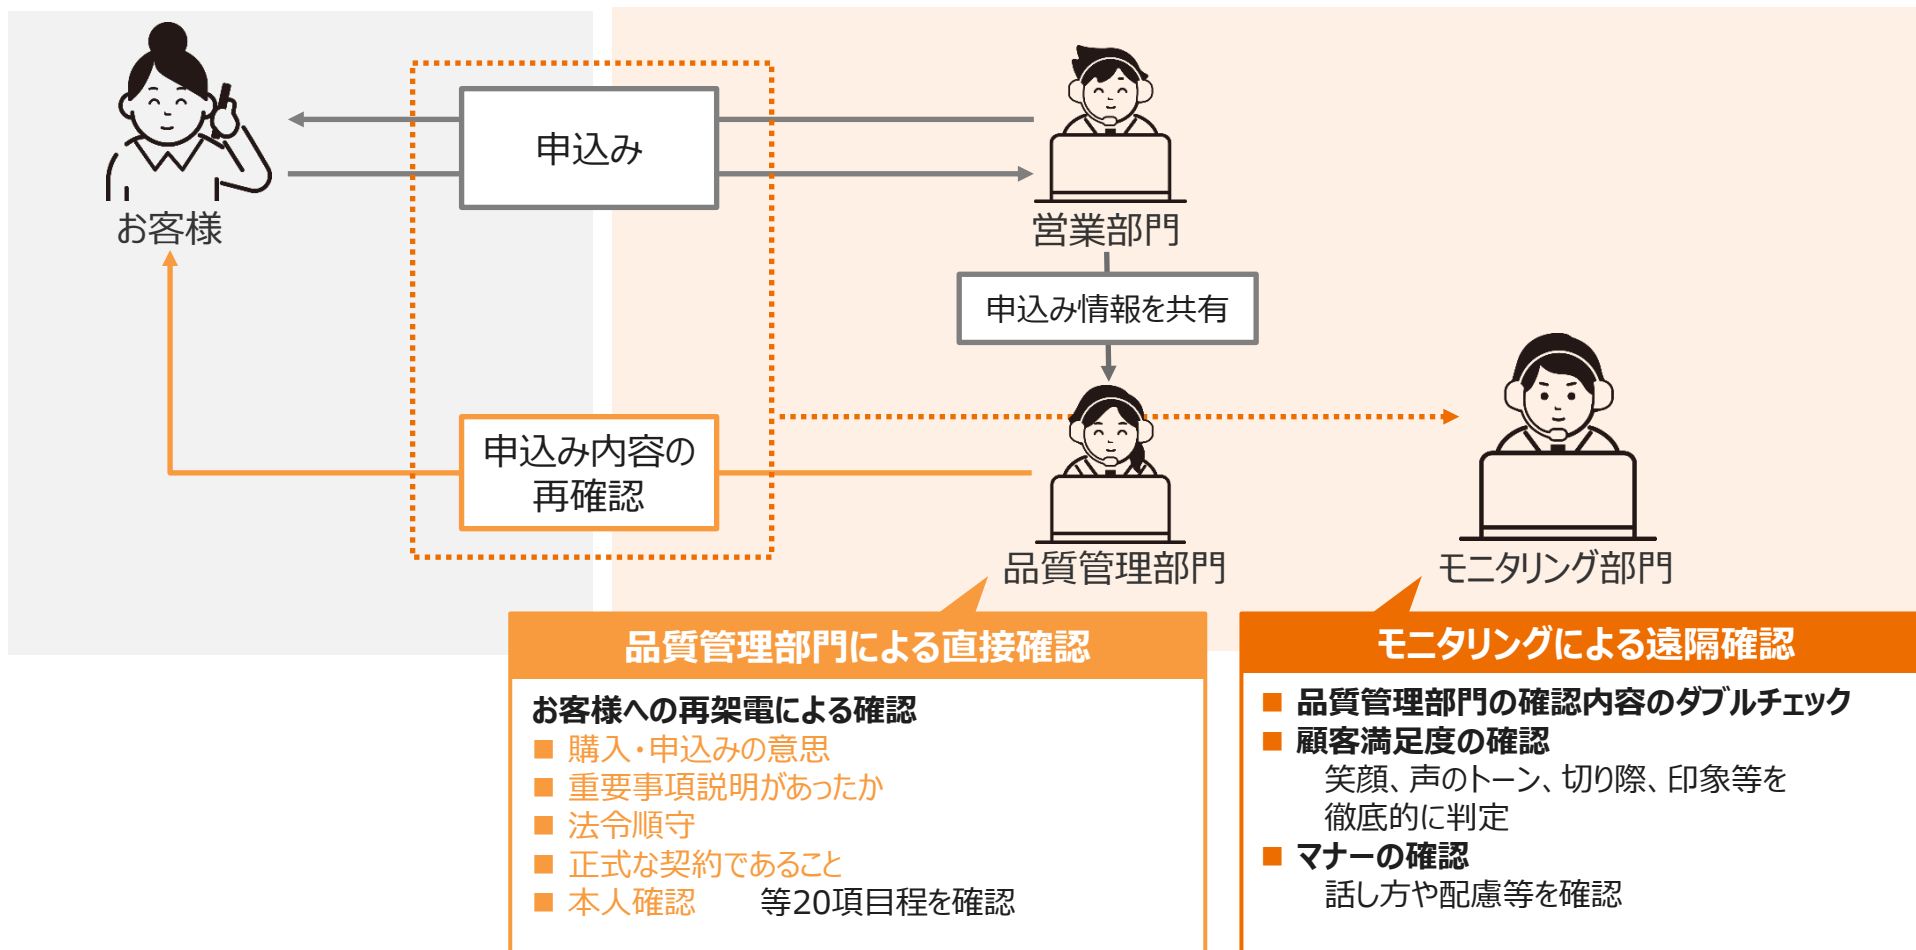 申込み
お客様
営業部門
申込み情報を共有
申込み内容の
再確認
品質管理部門
モニタリング部門
品質管理部門による直接確認
お客様への再架電による確認
■ 購入・申込みの意思
■ 重要事項説明があったか
■ 法令順守
■ 正式な契約であること
■ 本人確認　　等20項目程を確認
モニタリングによる遠隔確認
■ 品質管理部門の確認内容のダブルチェック
■ 顧客満足度の確認
笑顔、声のトーン、切り際、印象等を
徹底的に判定
■ マナーの確認
話し方や配慮等を確認